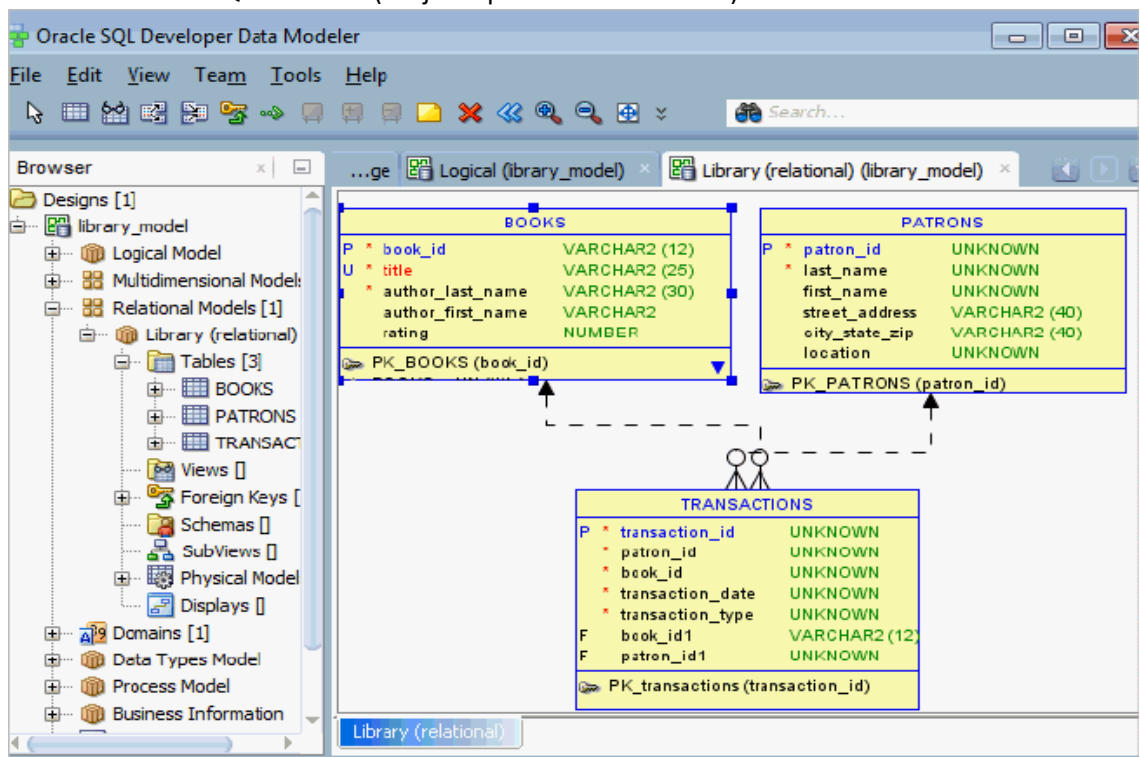 Oracle SQL Developer Data Modeler
File Edit View Team Tools Help
Search...
Browser
...ge Logical (library_model) Library (relational) (library_model)
Designs [1]
library_model
Logical Model
Multidimensional Models
Relational Models [1]
Library (relational)
Tables [3]
BOOKS
PATRONS
TRANSACT
Views []
Foreign Keys [
Schemas []
SubViews []
Physical Model
Displays []
Domains [1]
Data Types Model
Process Model
Business Information
BOOKS
P * book_id VARCHAR2 (12)
U * title VARCHAR2 (25)
* author_last_name VARCHAR2 (30)
author_first_name VARCHAR2
rating NUMBER
PK_BOOKS (book_id)
PATRONS
P * patron_id UNKNOWN
* last_name UNKNOWN
first_name UNKNOWN
street_address VARCHAR2 (40)
city_state_zip VARCHAR2 (40)
location UNKNOWN
PK_PATRONS (patron_id)
TRANSACTIONS
P * transaction_id UNKNOWN
* patron_id UNKNOWN
* book_id UNKNOWN
* transaction_date UNKNOWN
* transaction_type UNKNOWN
F book_id1 VARCHAR2 (12)
F patron_id1 UNKNOWN
PK_transactions (transaction_id)
Library (relational)